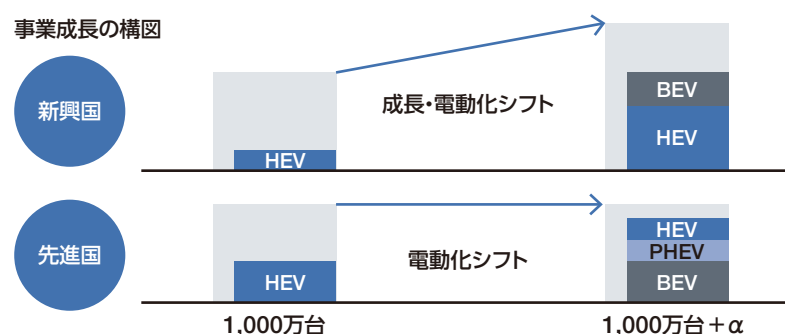 事業成長の構図
新興国
HEV
成長・電動化シフト
BEV
HEV
先進国
HEV
電動化シフト
HEV
PHEV
BEV
1,000万台
1,000万台＋α